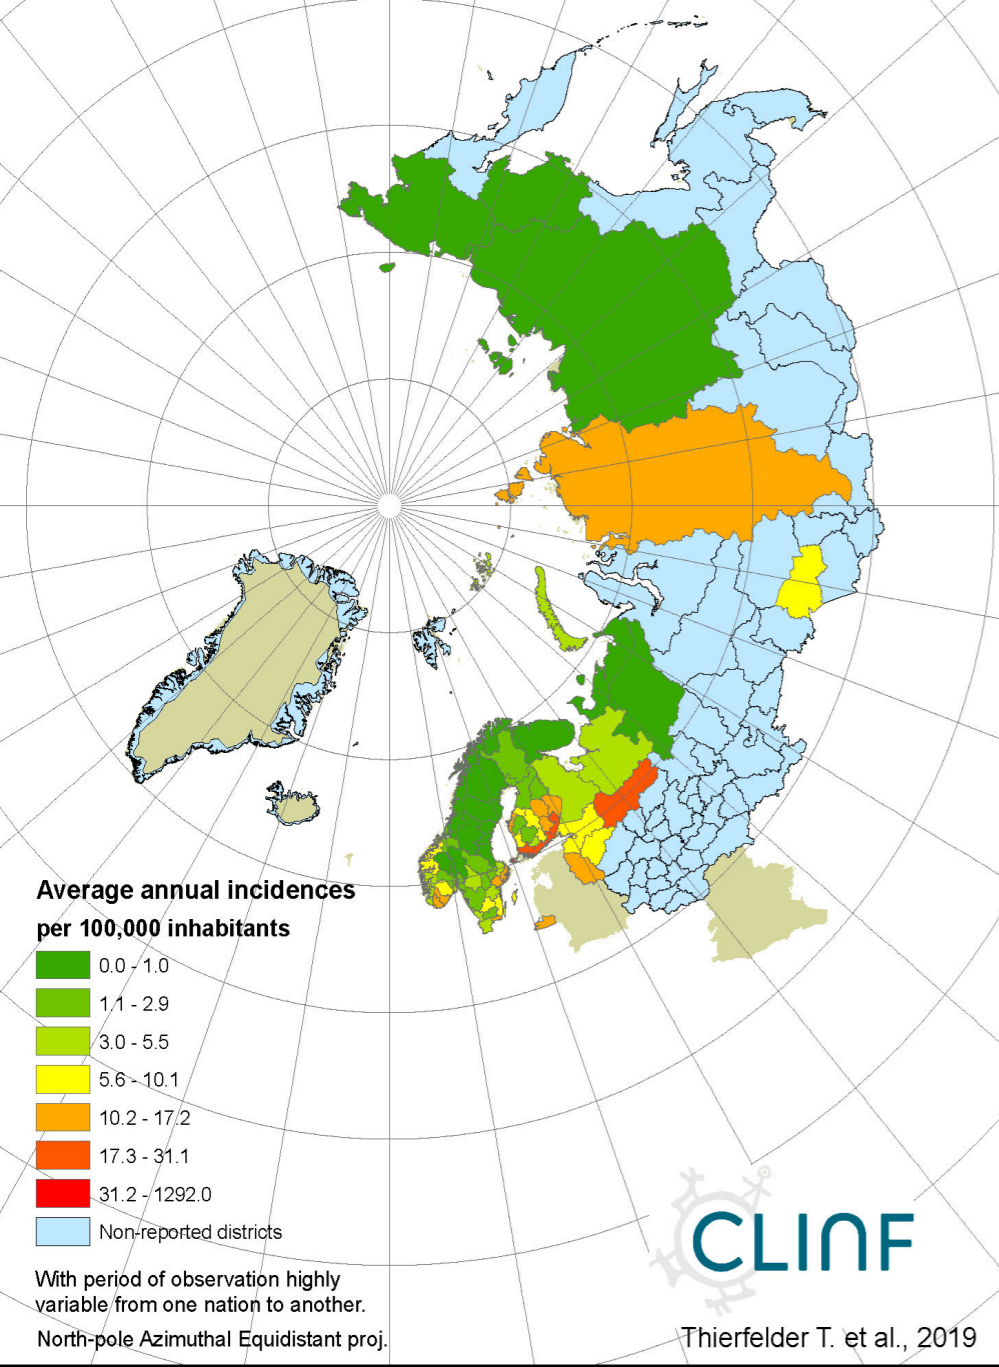 Average annual incidences
per 100,000 inhabitants
0.0 - 1.0
1.1 - 2.9
3.0 - 5.5
5.6 - 10.1
10.2 - 17.2
17.3 - 31.1
31.2 - 1292.0
Non-reported districts
With period of observation highly
variable from one nation to another.
North-pole Azimuthal Equidistant proj.
CLINF
Thierfelder T. et al., 2019